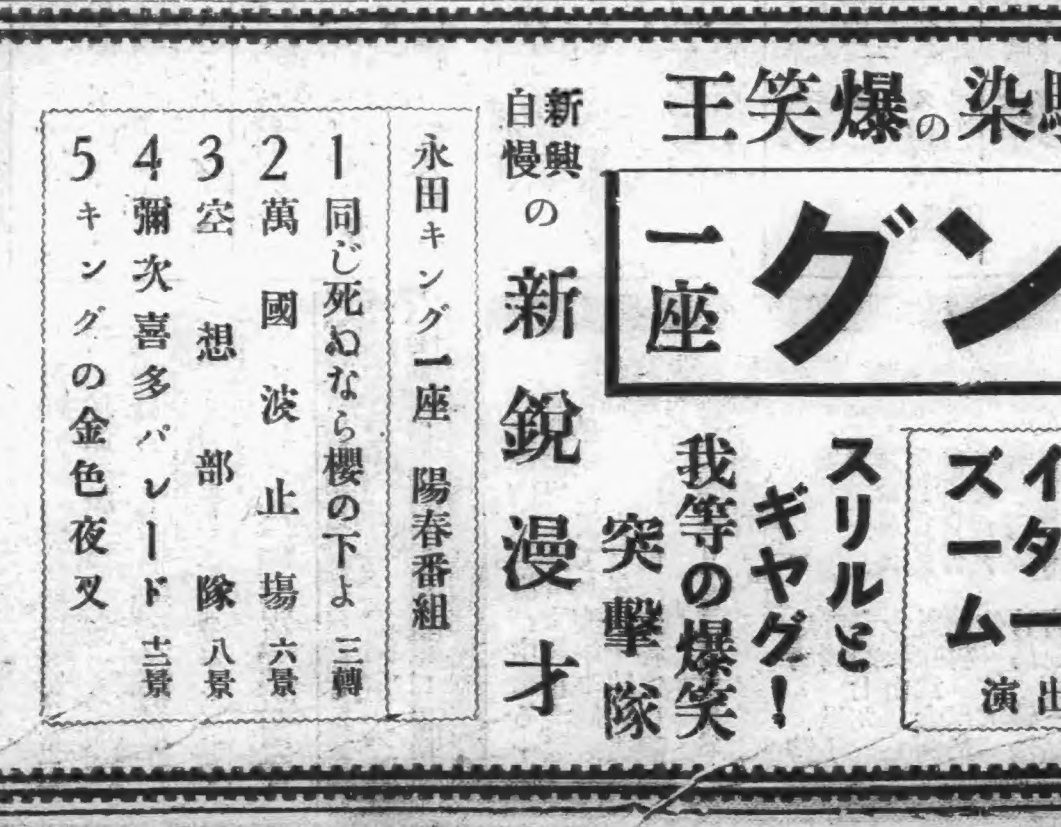 王笑爆の染
ング
一座
イター
ズーム
演出
スリルと
ギヤグ！
我等の爆笑
突撃隊
新興
自慢
の新鋭漫才
永田キング一座 陽春番組
1 同じ死ぬなら櫻の下よ 三轉
2 萬國波止場 六景
3 空想部隊 八景
4 彌次喜多パレード 十二景
5 キングの金色夜叉